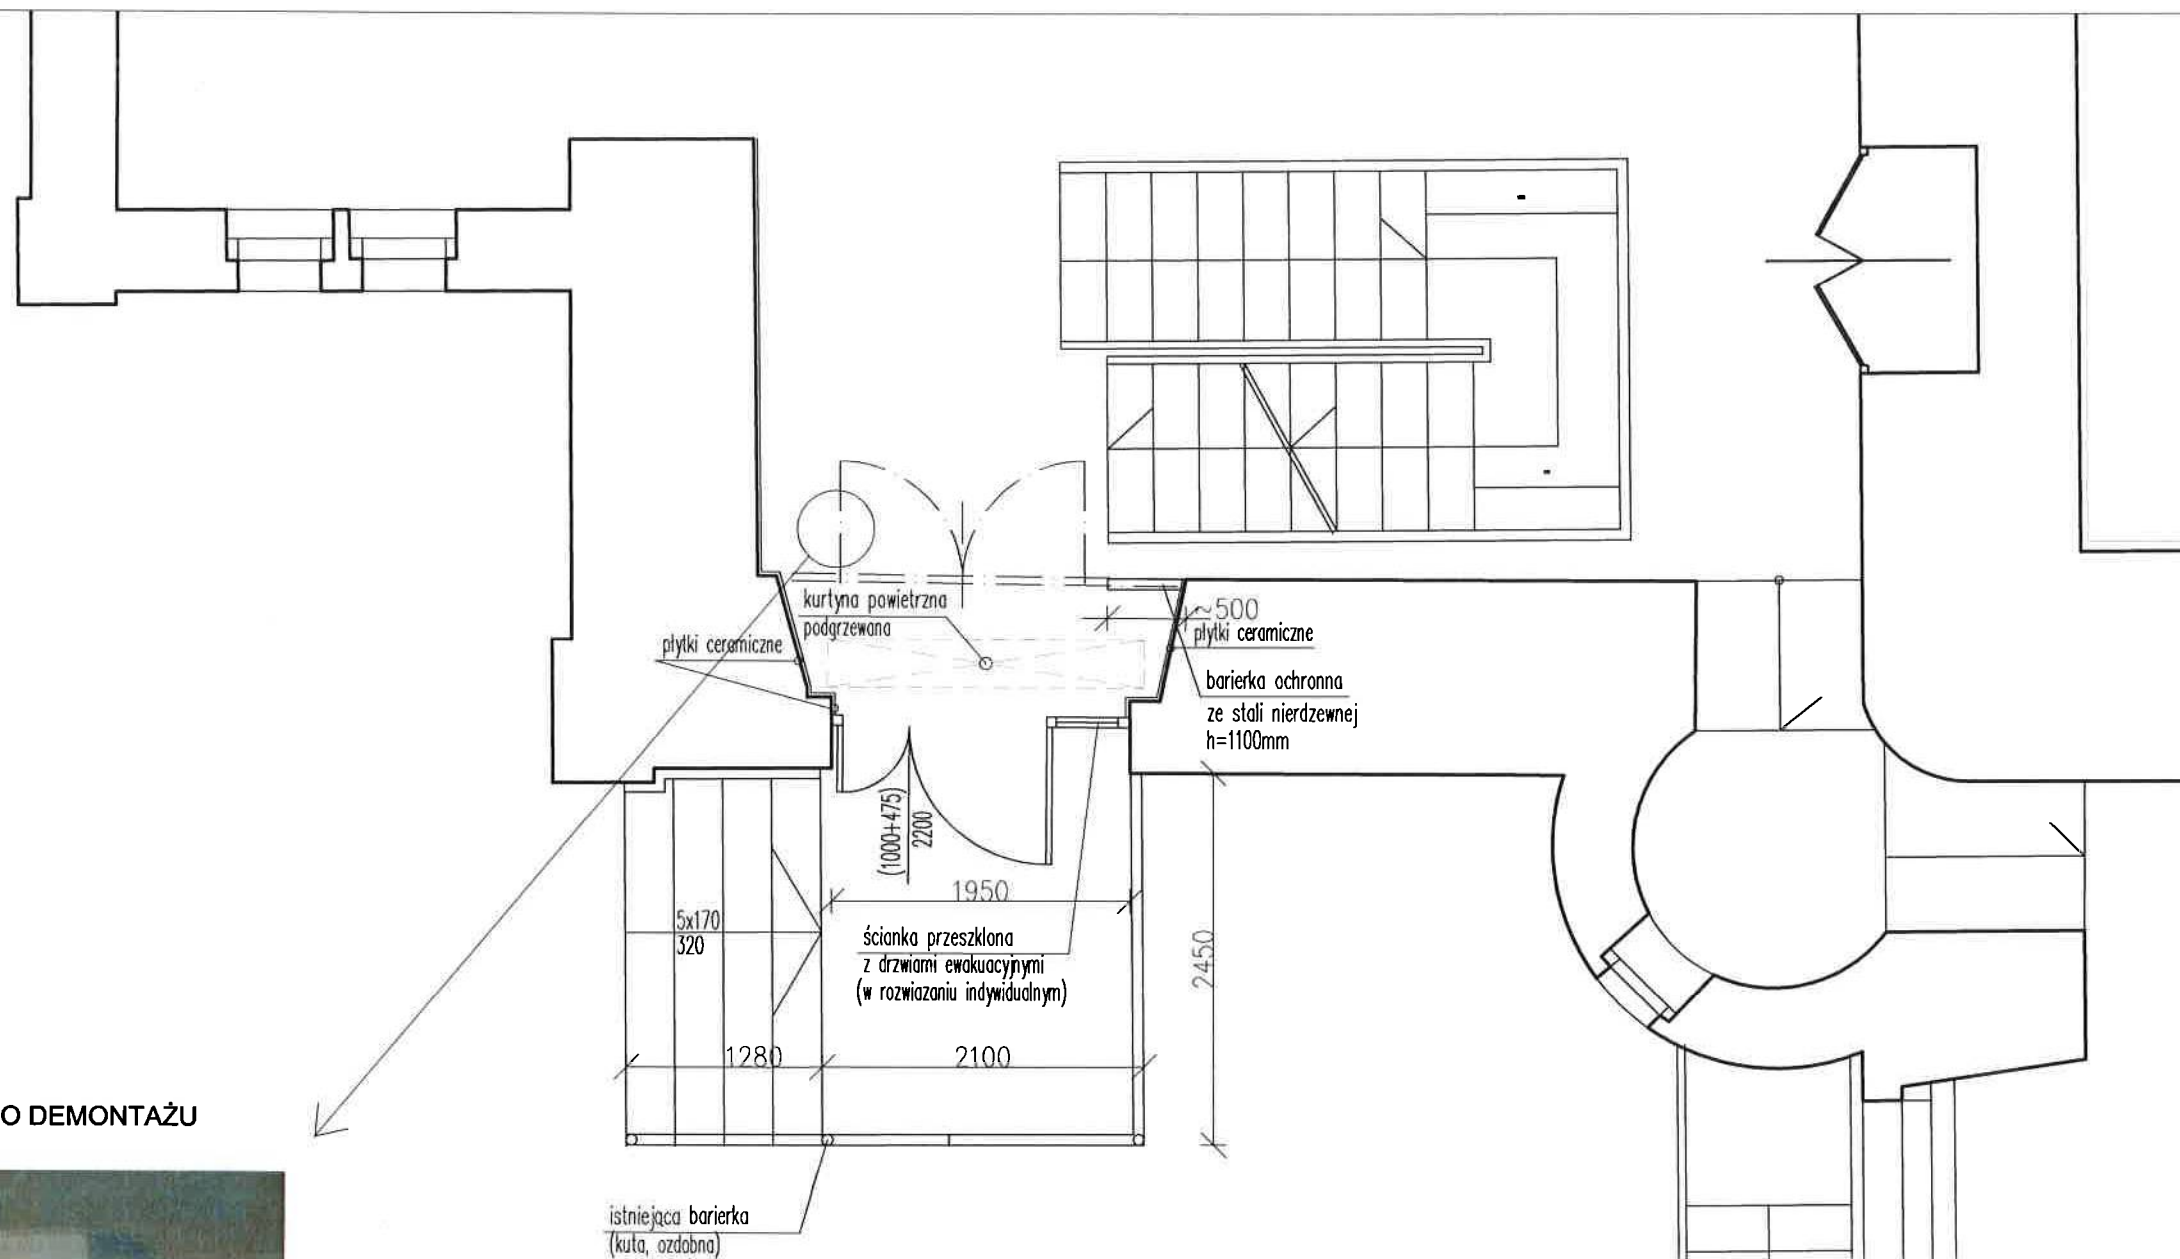 kurtyna powietrzna
podgrzewana
~500
płytki ceramiczne
płytki ceramiczne
barierka ochronna
ze stali nierdzewnej
h=1100mm
(1000+475)
2200
1950
5x170
320
ścianka przeszklona
z drzwiami ewakuacyjnymi
(w rozwiazaniu indywidualnym)
2450
1280
2100
O DEMONTAŻU
istniejąca barierka
(kuta, ozdobna)